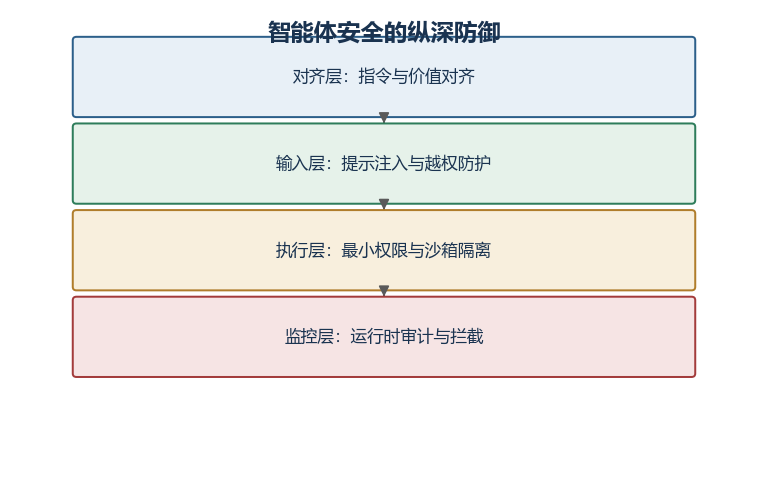 智能体安全的纵深防御
对齐层：指令与价值对齐
输入层：提示注入与越权防护
执行层：最小权限与沙箱隔离
监控层：运行时审计与拦截